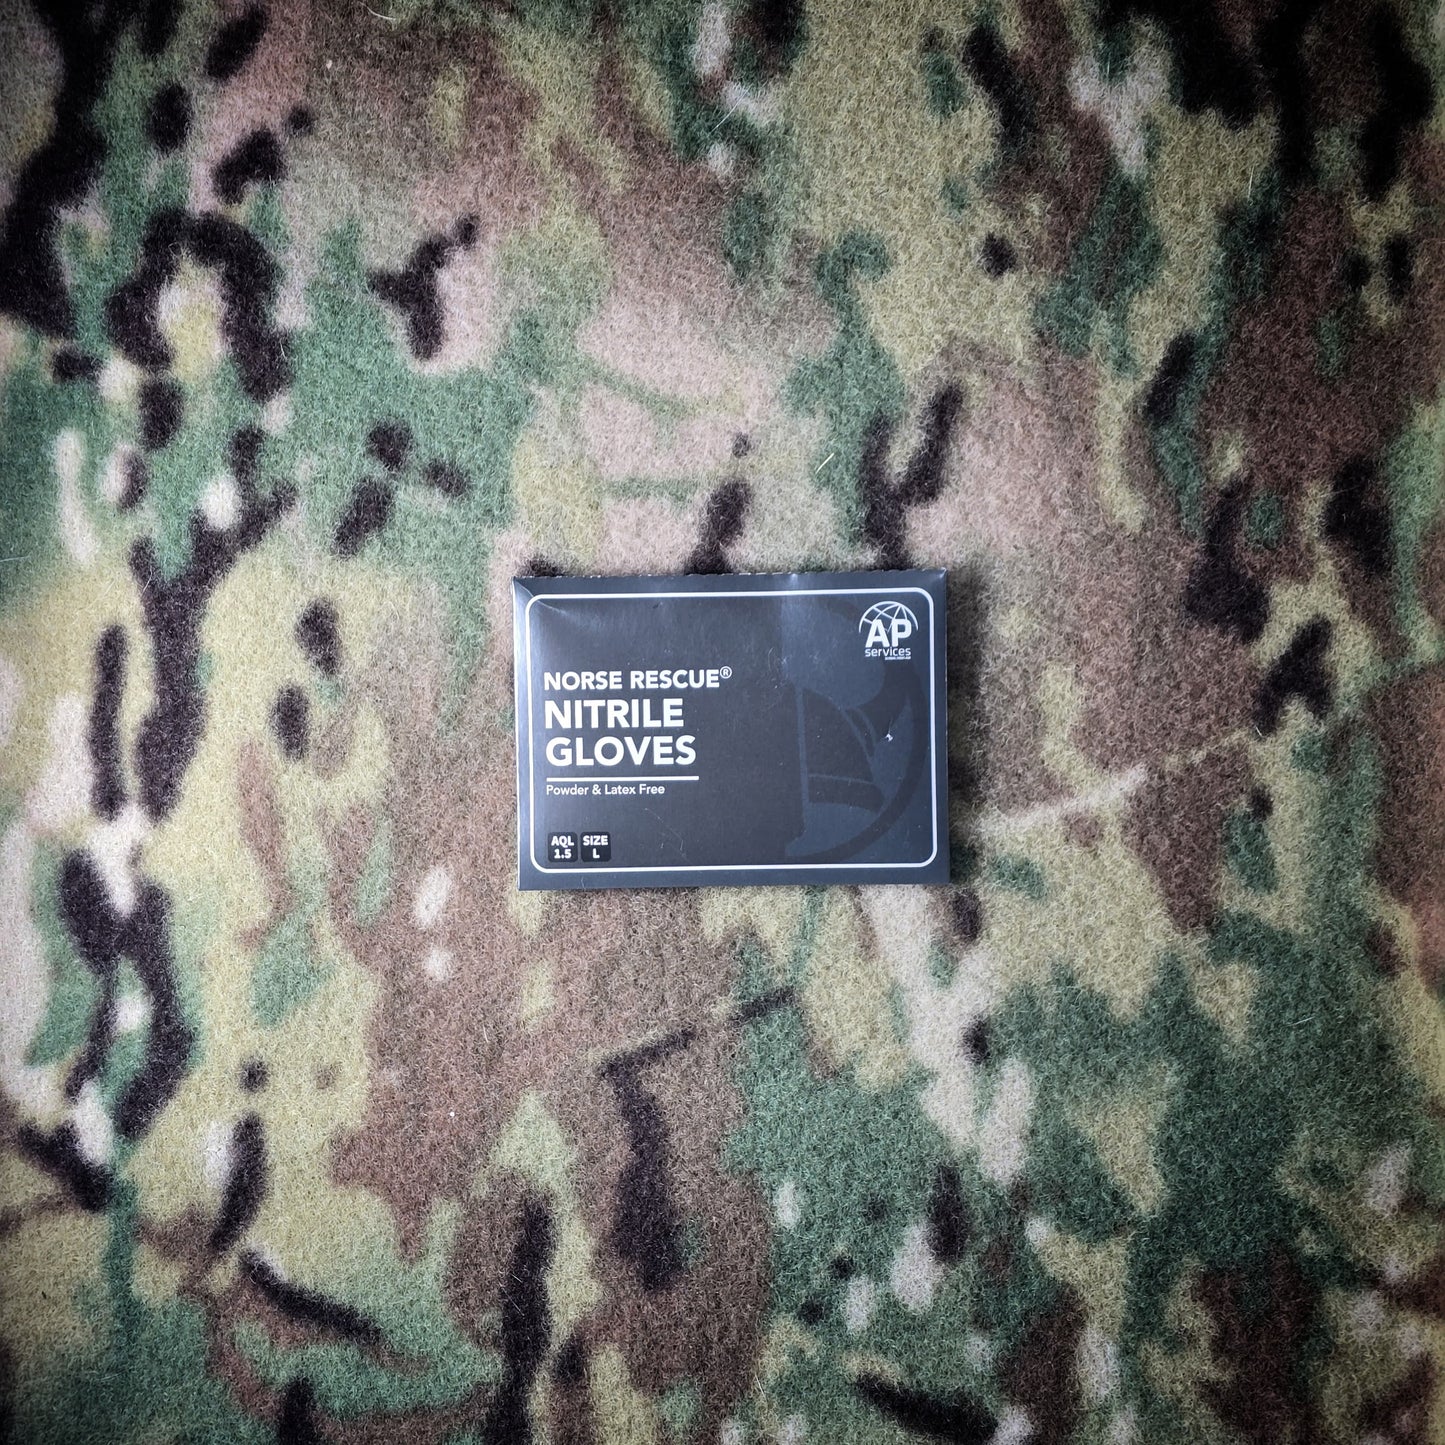 AP
services
NORSE RESCUE®
NITRILE
GLOVES
Powder & Latex Free
AQL
1.5
SIZE
L